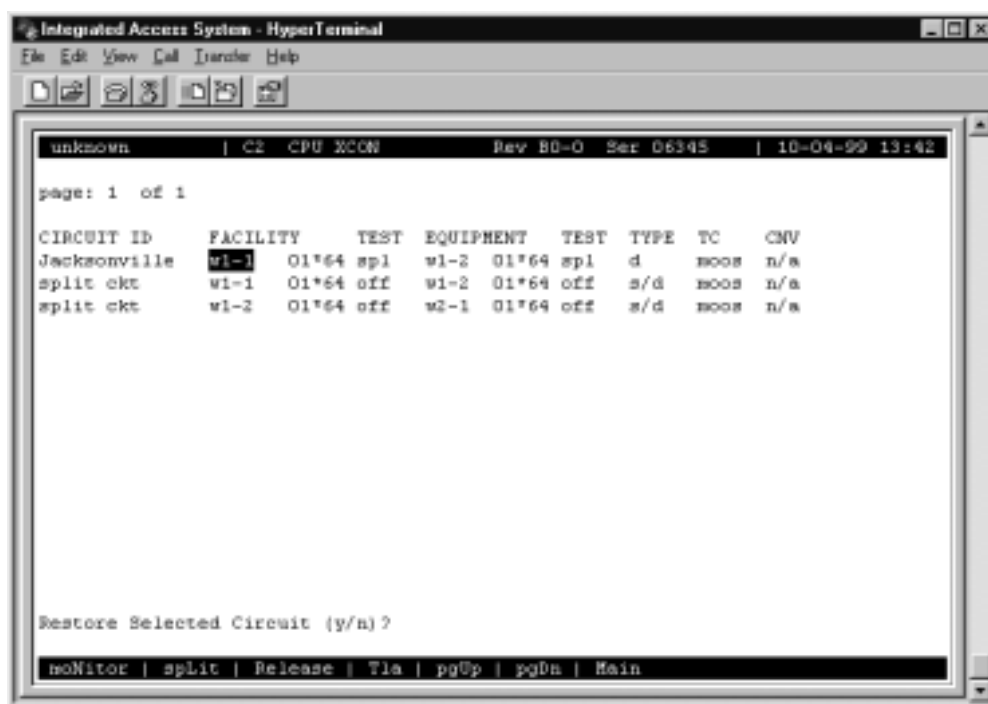 Integrated Access System - HyperTerminal
File Edit View Call Transfer Help
unknown | C2 CPU XCON Rev B0-0 Ser 06345 | 10-04-99 13:42
page: 1 of 1
CIRCUIT ID FACILITY TEST EQUIPMENT TEST TYPE TC CNV
Jacksonville w1-1 01*64 spl w1-2 01*64 spl d moos n/a
split ckt w1-1 01*64 off w1-2 01*64 off s/d moos n/a
split ckt w1-2 01*64 off w2-1 01*64 off s/d moos n/a
Restore Selected Circuit (y/n)?
moNitor | spLit | Release | Tla | pgUp | pgDn | Main